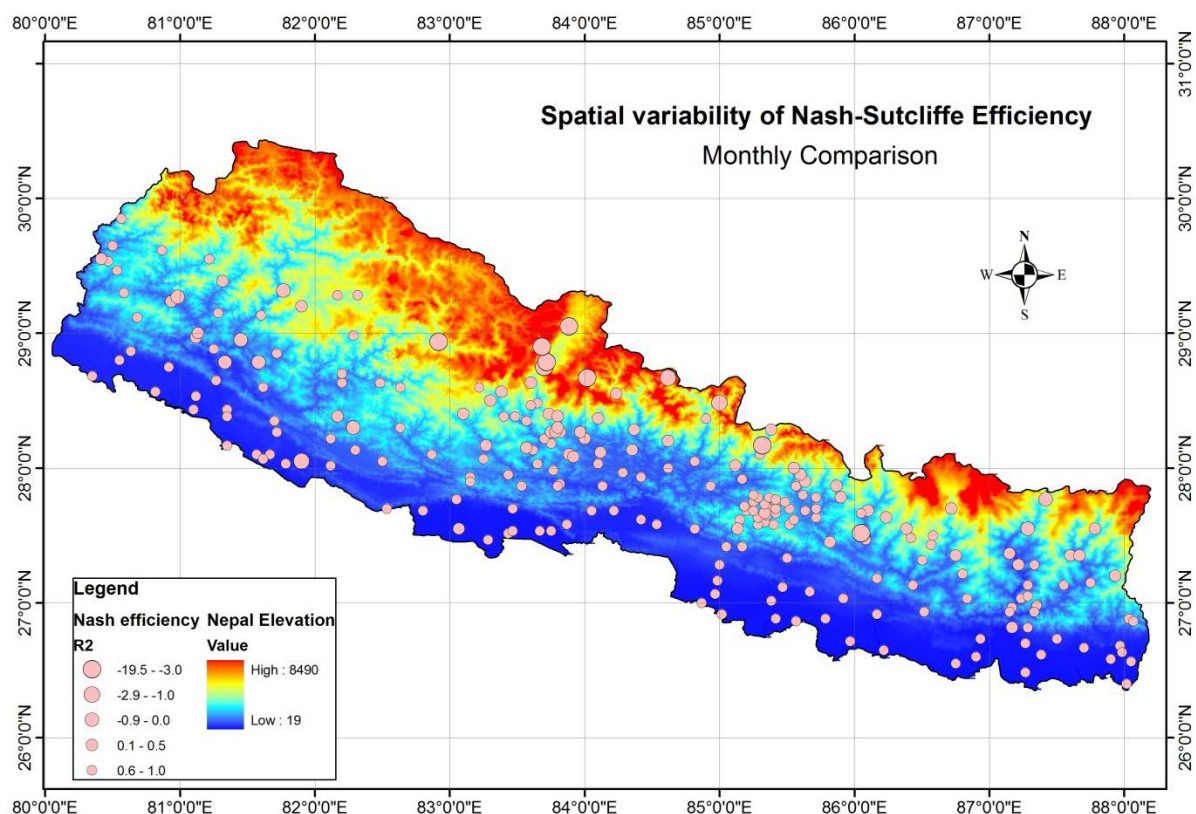 80°0'0"E 81°0'0"E 82°0'0"E 83°0'0"E 84°0'0"E 85°0'0"E 86°0'0"E 87°0'0"E 88°0'0"E
31°0'0"N
Spatial variability of Nash-Sutcliffe Efficiency
Monthly Comparison
30°0'0"N 30°0'0"N
N
W E
S
29°0'0"N 29°0'0"N
28°0'0"N 28°0'0"N
27°0'0"N 27°0'0"N
Legend
Nash efficiency Nepal Elevation
R2 Value
-19.5 - -3.0 High : 8490
-2.9 - -1.0
-0.9 - 0.0
Low : 19
0.1 - 0.5
0.6 - 1.0
26°0'0"N 26°0'0"N
80°0'0"E 81°0'0"E 82°0'0"E 83°0'0"E 84°0'0"E 85°0'0"E 86°0'0"E 87°0'0"E 88°0'0"E